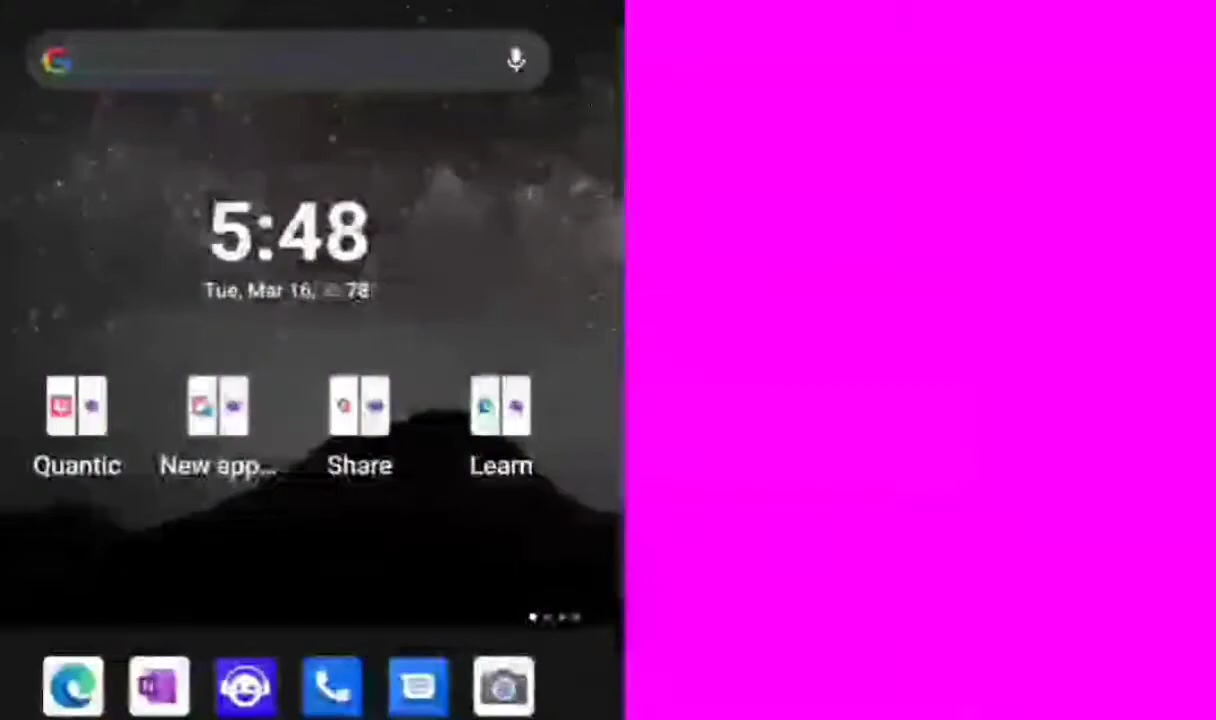 5:48
Tue, Mar 16, 78
Quantic
New app...
Share
Learn